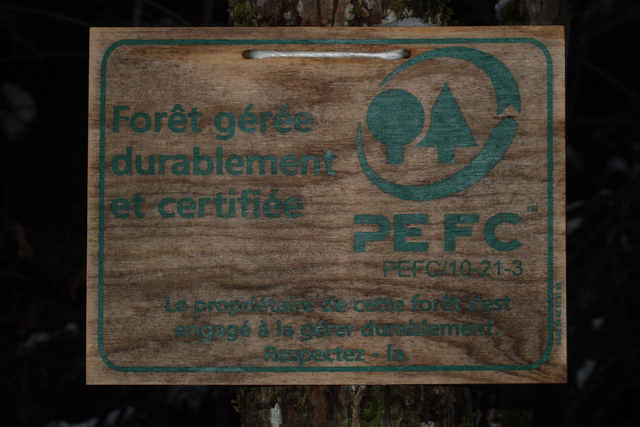 Forêt gérée
durablement
et certifiée
PEFC™
PEFC/10-21-3
Le propriétaire de cette forêt s'est
engagé à la gérer durablement.
Respectez - la.